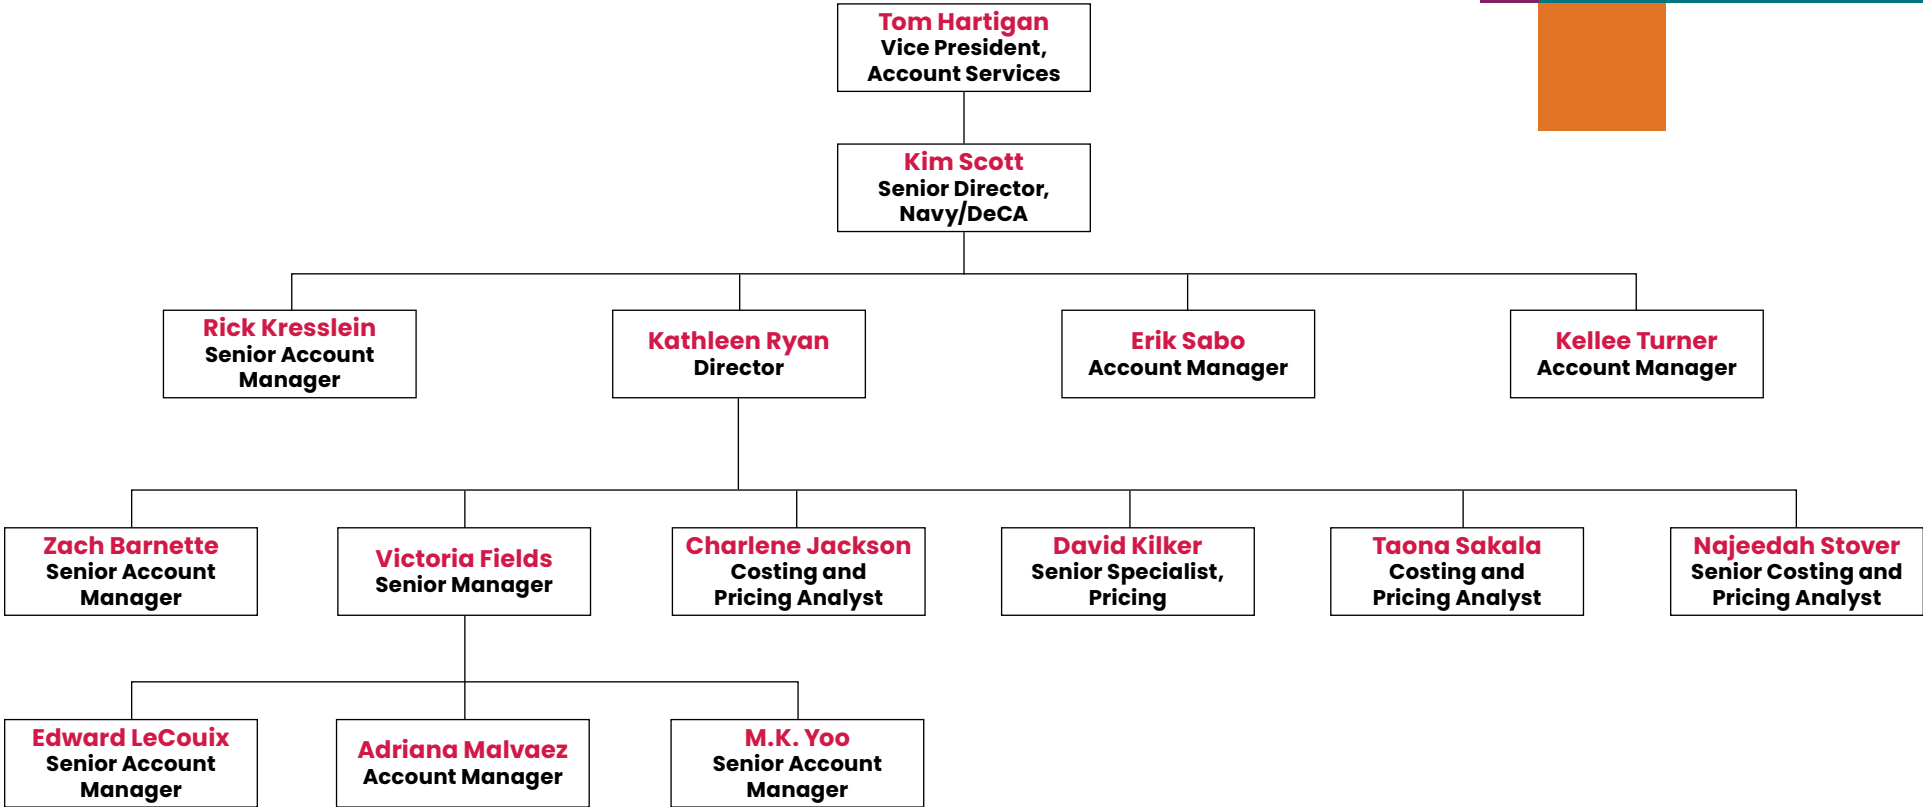 Tom Hartigan
Vice President,
Account Services
Kim Scott
Senior Director,
Navy/DeCA
Rick Kresslein
Senior Account
Manager
Kathleen Ryan
Director
Erik Sabo
Account Manager
Kellee Turner
Account Manager
Zach Barnette
Senior Account
Manager
Victoria Fields
Senior Manager
Charlene Jackson
Costing and
Pricing Analyst
David Kilker
Senior Specialist,
Pricing
Taona Sakala
Costing and
Pricing Analyst
Najeedah Stover
Senior Costing and
Pricing Analyst
Edward LeCouix
Senior Account
Manager
Adriana Malvaez
Account Manager
M.K. Yoo
Senior Account
Manager